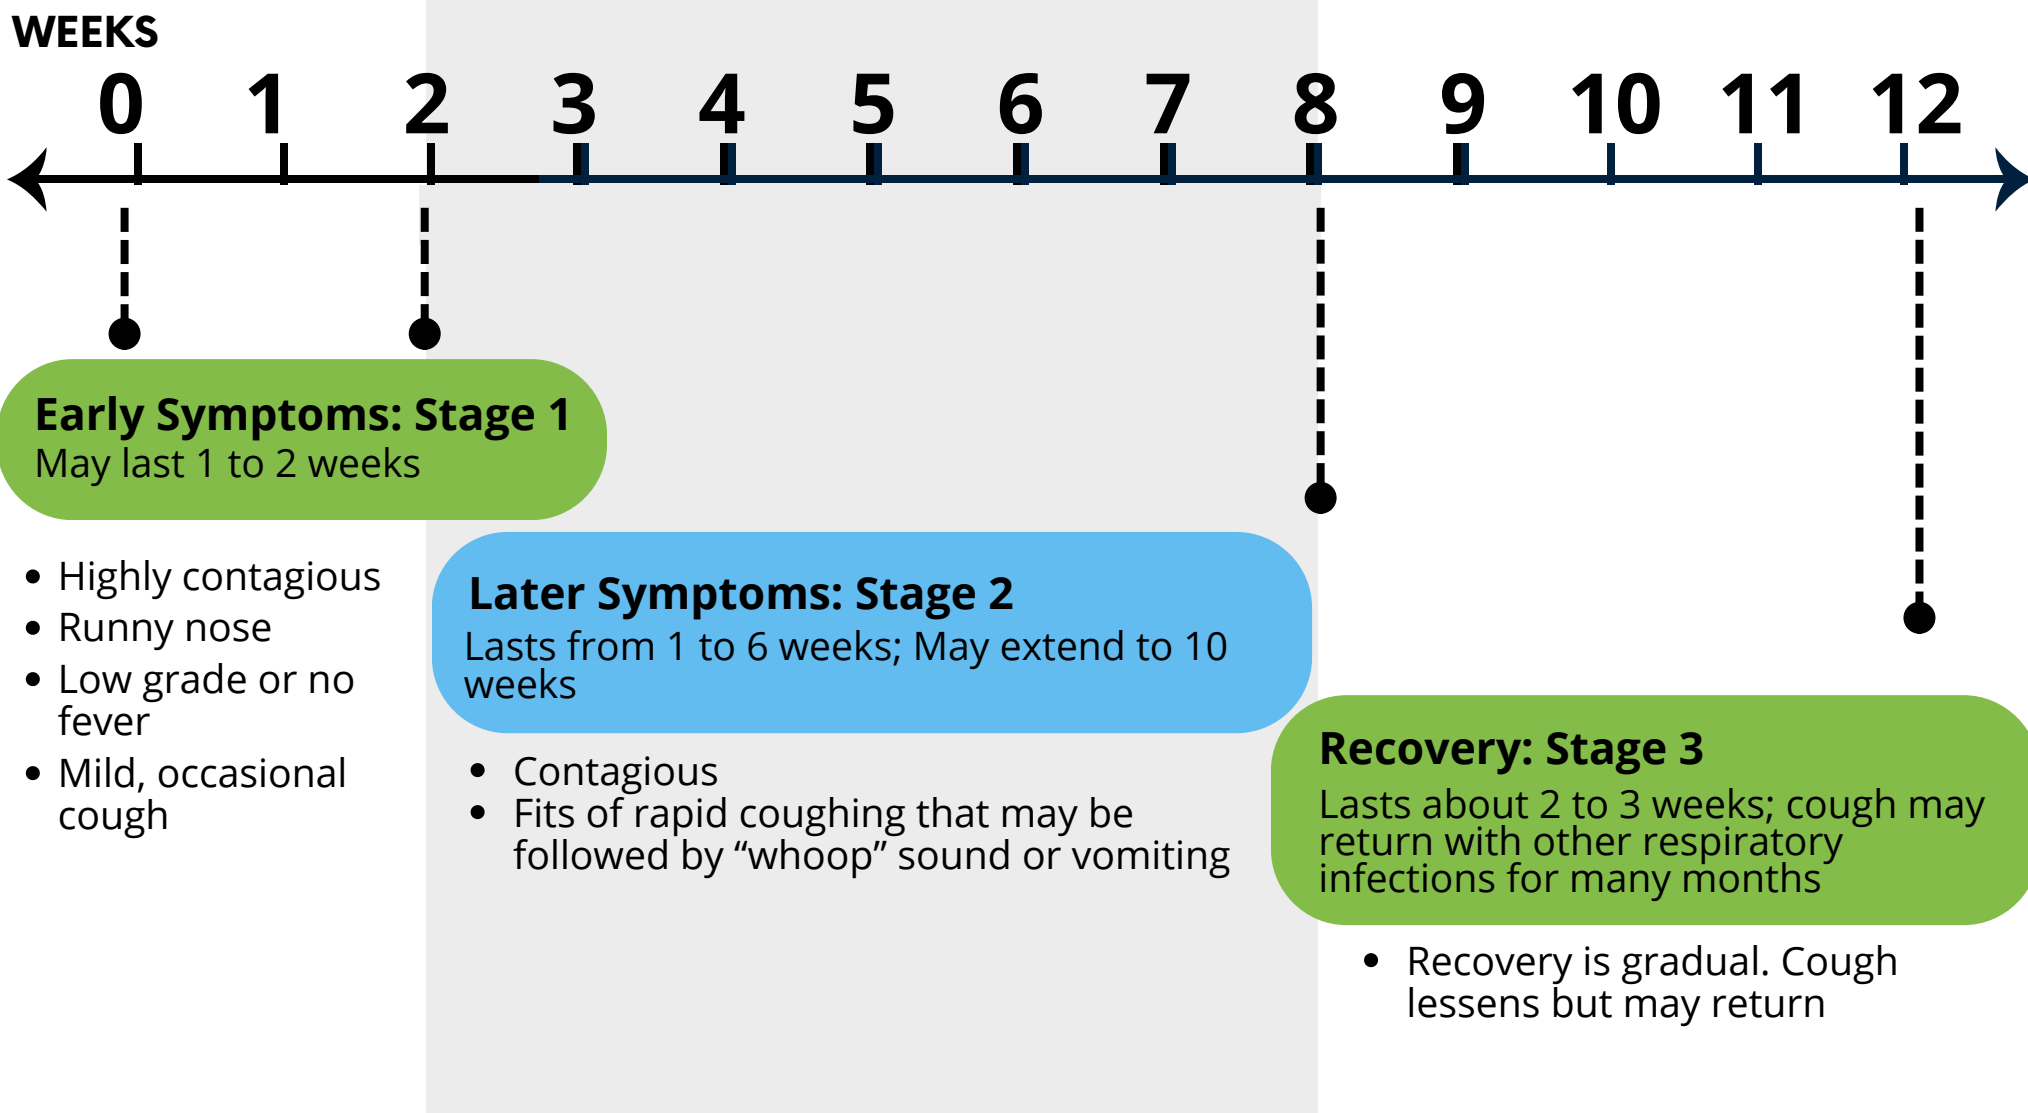 WEEKS
0 1 2 3 4 5 6 7 8 9 10 11 12
Early Symptoms: Stage 1
May last 1 to 2 weeks
• Highly contagious
• Runny nose
• Low grade or no
fever
• Mild, occasional
cough
Later Symptoms: Stage 2
Lasts from 1 to 6 weeks; May extend to 10
weeks
• Contagious
• Fits of rapid coughing that may be
followed by “whoop” sound or vomiting
Recovery: Stage 3
Lasts about 2 to 3 weeks; cough may
return with other respiratory
infections for many months
• Recovery is gradual. Cough
lessens but may return